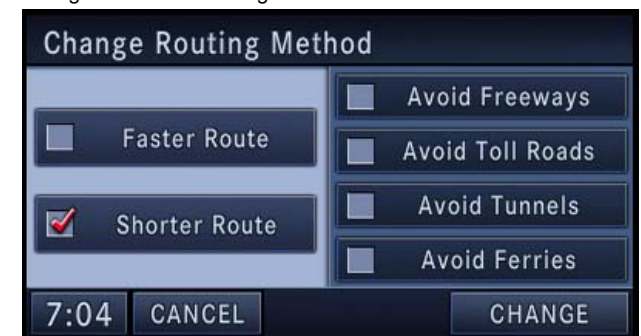 Change Routing Method
Faster Route
Shorter Route
Avoid Freeways
Avoid Toll Roads
Avoid Tunnels
Avoid Ferries
7:04 CANCEL CHANGE